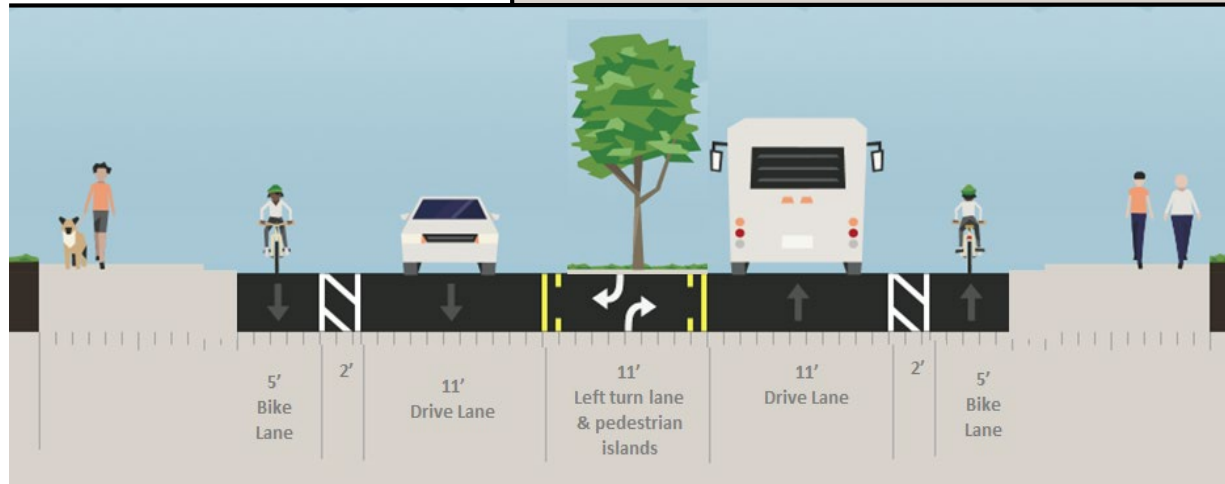 5'
Bike
Lane
2'
11'
Drive Lane
11'
Left turn lane
& pedestrian
islands
11'
Drive Lane
2'
5'
Bike
Lane